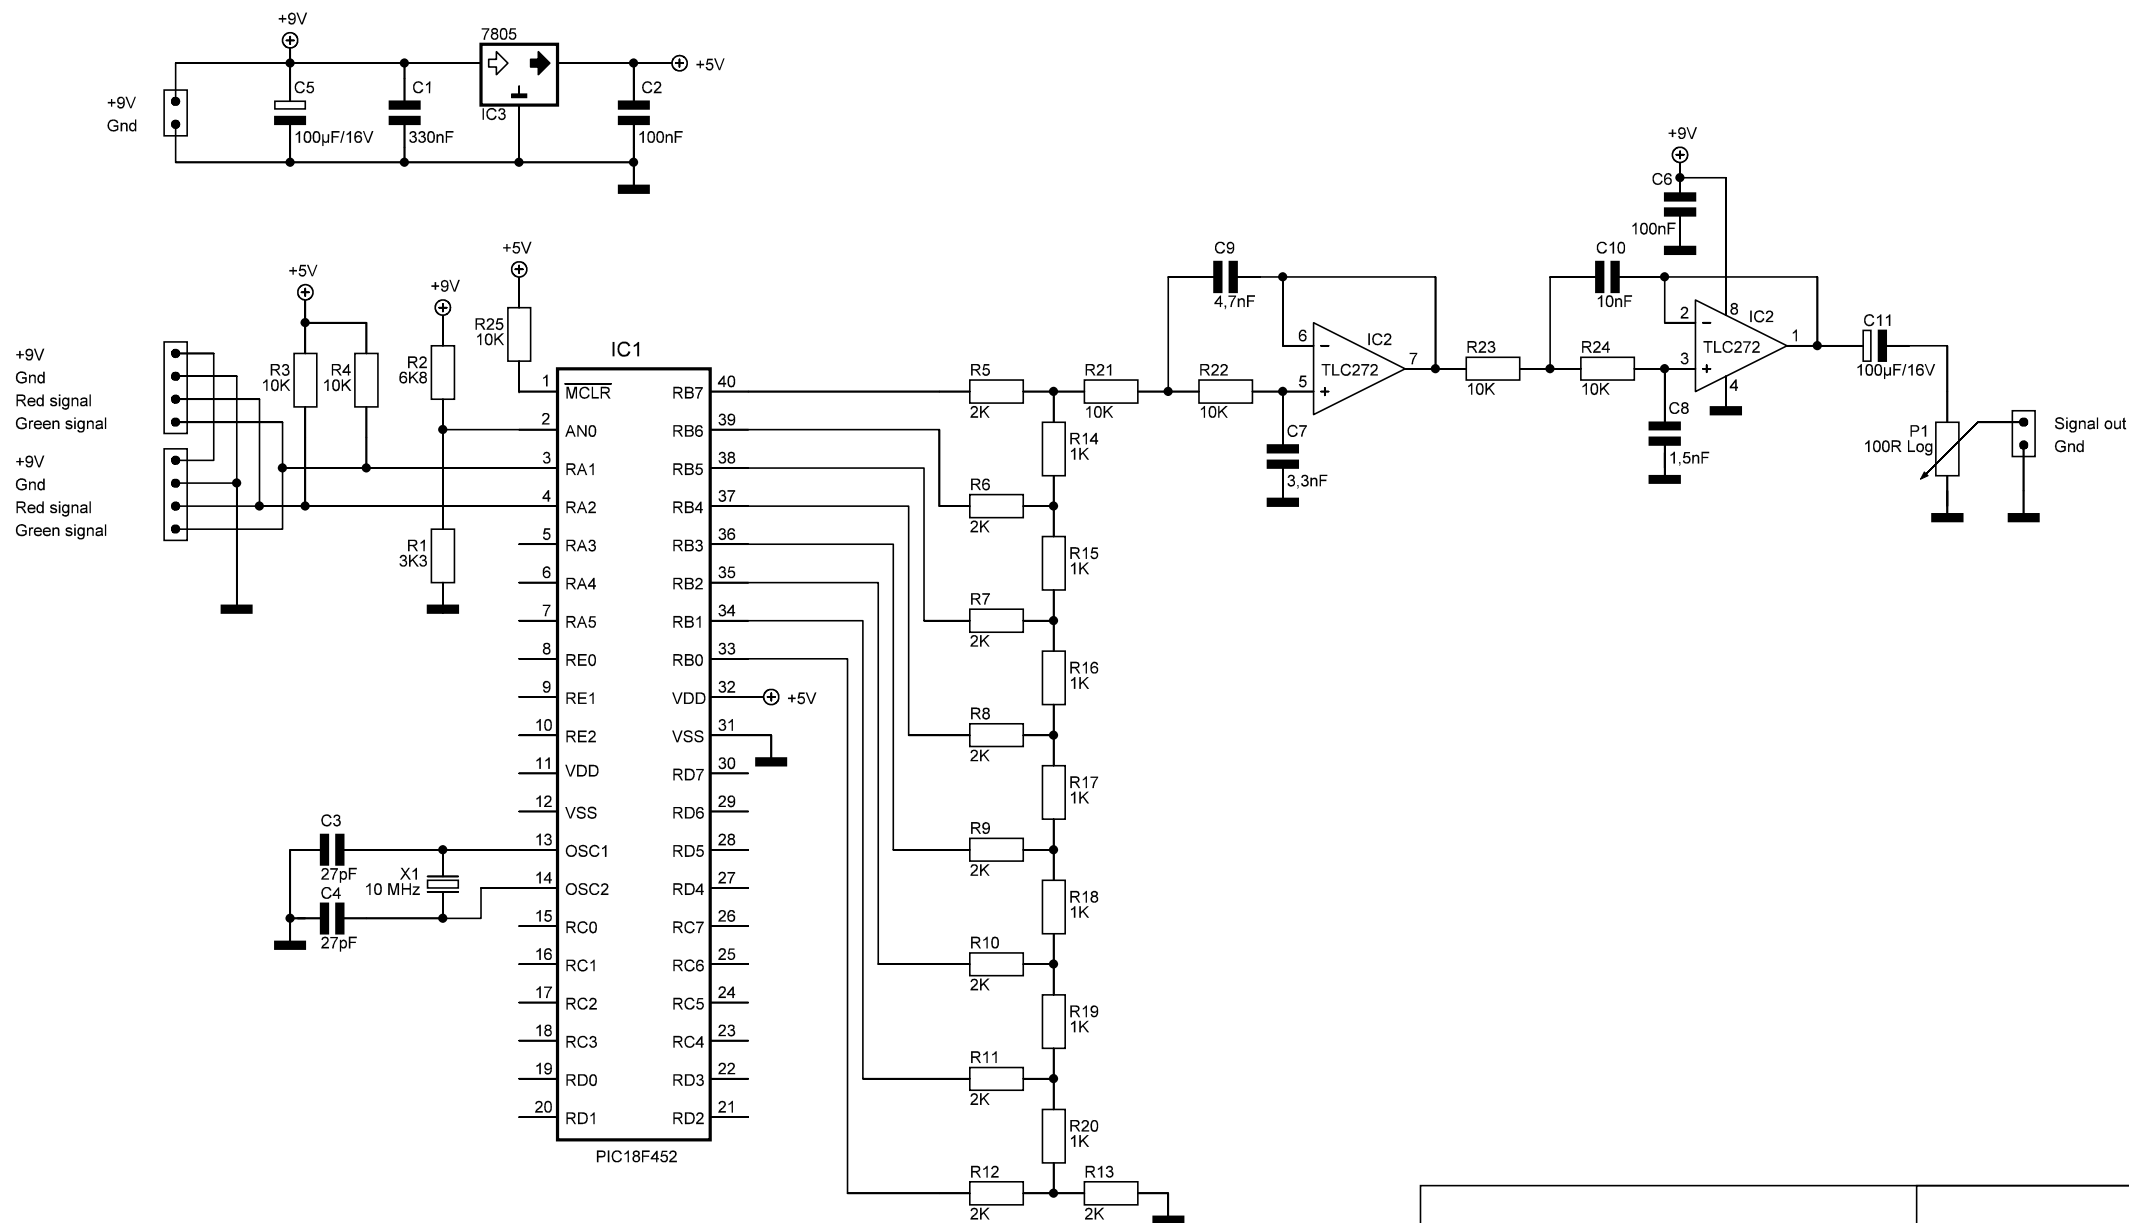 +9V
7805
+5V
C5
C1
C2
+9V
Gnd
IC3
100µF/16V
330nF
100nF
+9V
C6
100nF
+5V
+5V
+9V
R25
10K
R3
10K
R4
10K
R2
6K8
R1
3K3
+9V
Gnd
Red signal
Green signal
+9V
Gnd
Red signal
Green signal
IC1
1 MCLR RB7 40
2 AN0 RB6 39
3 RA1 RB5 38
4 RA2 RB4 37
5 RA3 RB3 36
6 RA4 RB2 35
7 RA5 RB1 34
8 RE0 RB0 33
9 RE1 VDD 32 +5V
10 RE2 VSS 31
11 VDD RD7 30
12 VSS RD6 29
13 OSC1 RD5 28
14 OSC2 RD4 27
15 RC0 RC7 26
16 RC1 RC6 25
17 RC2 RC5 24
18 RC3 RC4 23
19 RD0 RD3 22
20 RD1 RD2 21
PIC18F452
C3
27pF
C4
27pF
X1
10 MHz
R5
2K
R6
2K
R7
2K
R8
2K
R9
2K
R10
2K
R11
2K
R12
2K
R13
2K
R14
1K
R15
1K
R16
1K
R17
1K
R18
1K
R19
1K
R20
1K
R21
10K
R22
10K
C9
4,7nF
C7
3,3nF
6
5
7
−
+
IC2
TLC272
R23
10K
R24
10K
C10
10nF
C8
1,5nF
2
3
8
4
1
−
+
IC2
TLC272
C11
100µF/16V
P1
100R Log
Signal out
Gnd